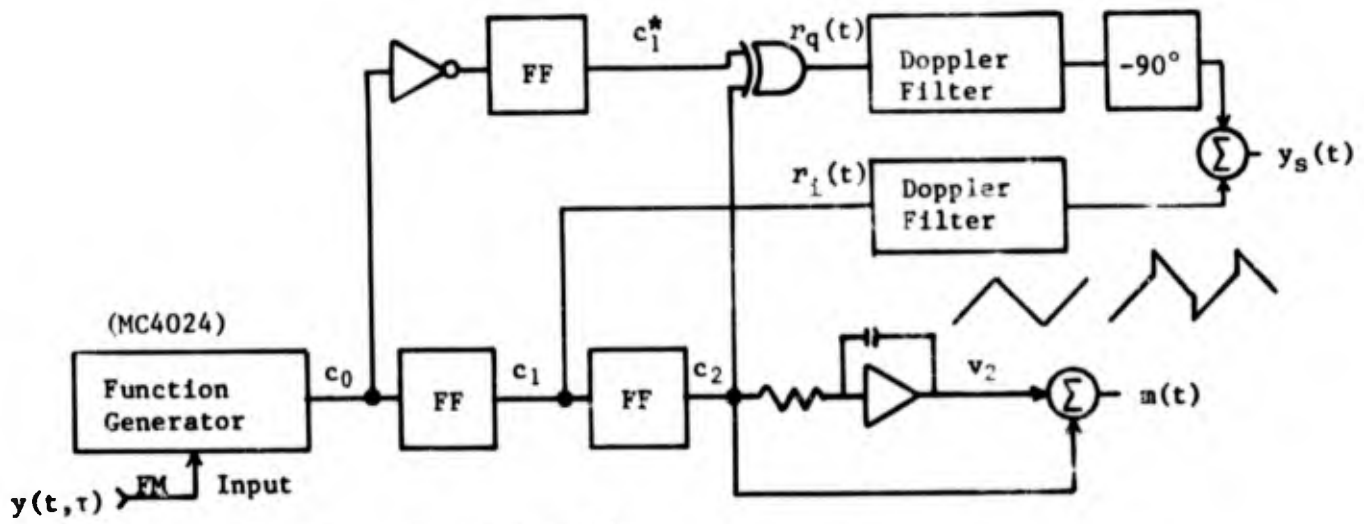 c₁*
r_q(t)
FF
Doppler
Filter
-90°
Σ
y_s(t)
r_i(t)
Doppler
Filter
(MC4024)
Function
Generator
c₀
FF
c₁
FF
c₂
v₂
Σ
m(t)
FM Input
y(t,τ)